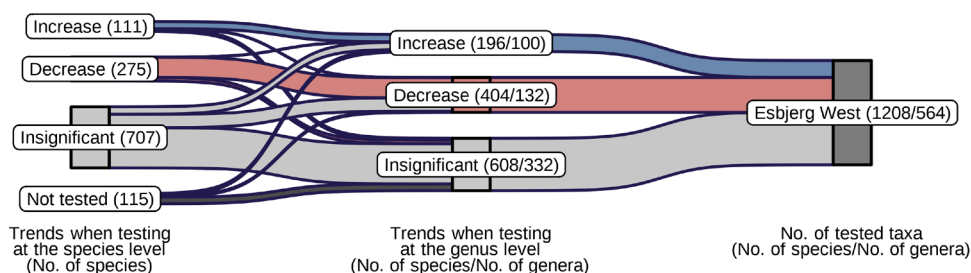 Increase (111)
Decrease (275)
Insignificant (707)
Not tested (115)
Increase (196/100)
Decrease (404/132)
Insignificant (608/332)
Esbjerg West (1208/564)
Trends when testing
at the species level
(No. of species)
Trends when testing
at the genus level
(No. of species/No. of genera)
No. of tested taxa
(No. of species/No. of genera)